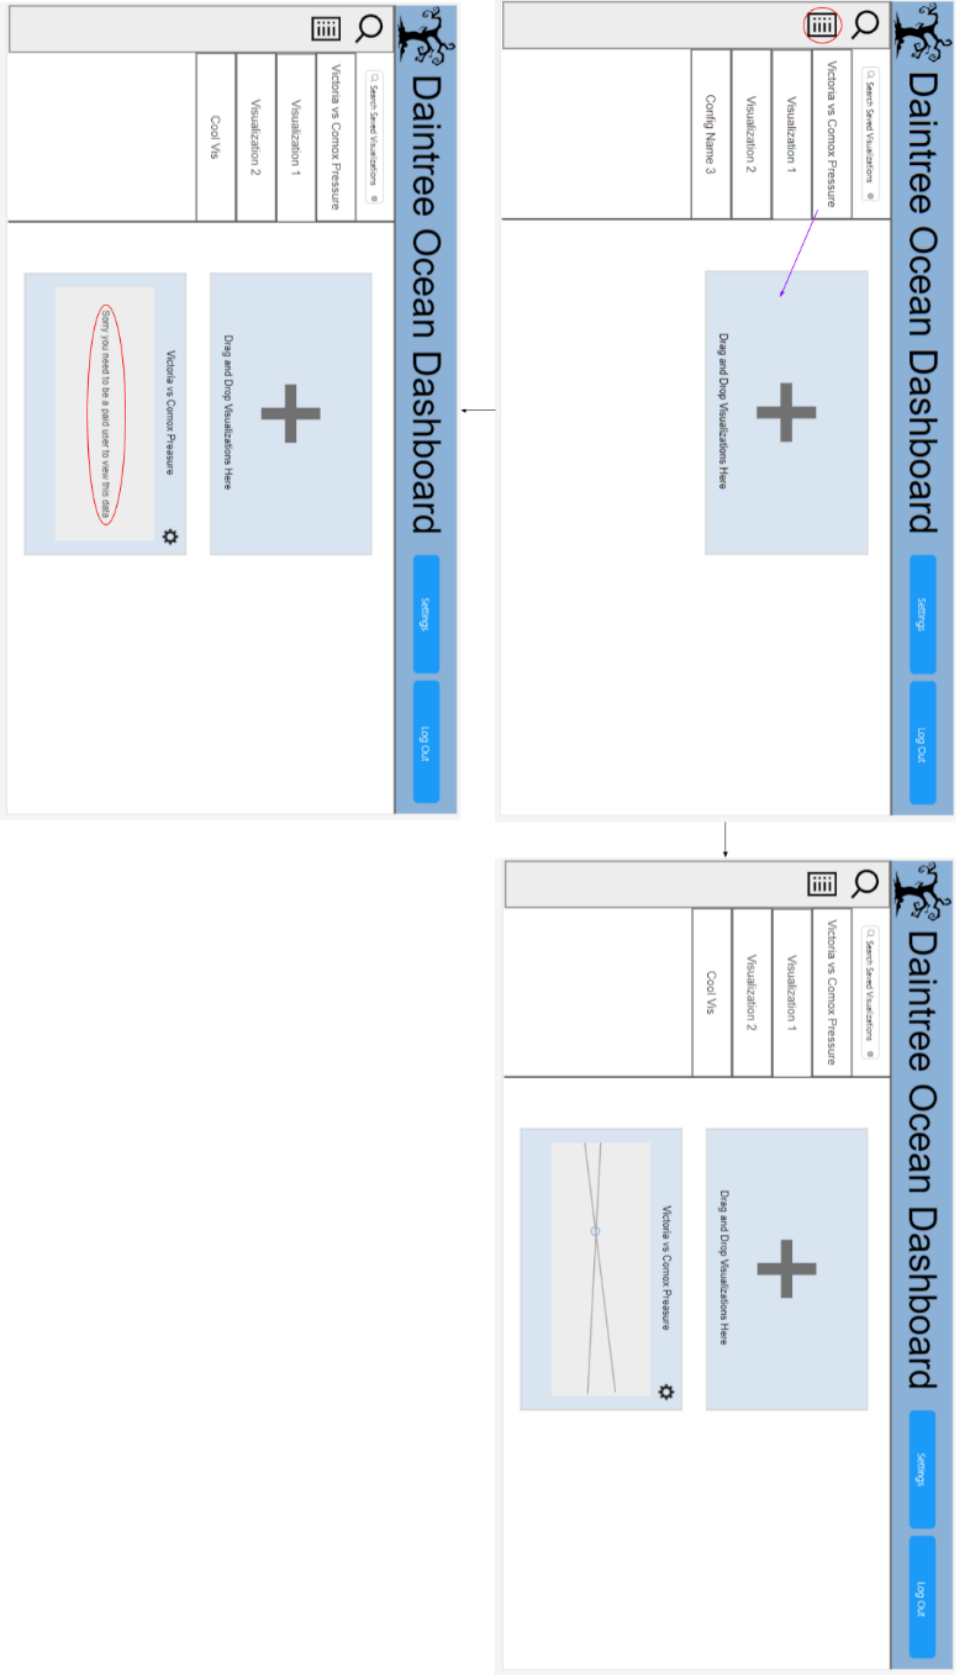 Daintree Ocean Dashboard
Settings
Log Out
Search Saved Visualizations
Victoria vs Comox Pressure
Visualization 1
Visualization 2
Config Name 3
Drag and Drop Visualizations Here
Daintree Ocean Dashboard
Settings
Log Out
Search Saved Visualizations
Victoria vs Comox Pressure
Visualization 1
Visualization 2
Cool Vis
Drag and Drop Visualizations Here
Victoria vs Comox Preasure
Daintree Ocean Dashboard
Settings
Log Out
Search Saved Visualizations
Victoria vs Comox Pressure
Visualization 1
Visualization 2
Cool Vis
Drag and Drop Visualizations Here
Victoria vs Comox Preasure
Sorry you need to be a paid user to view this data